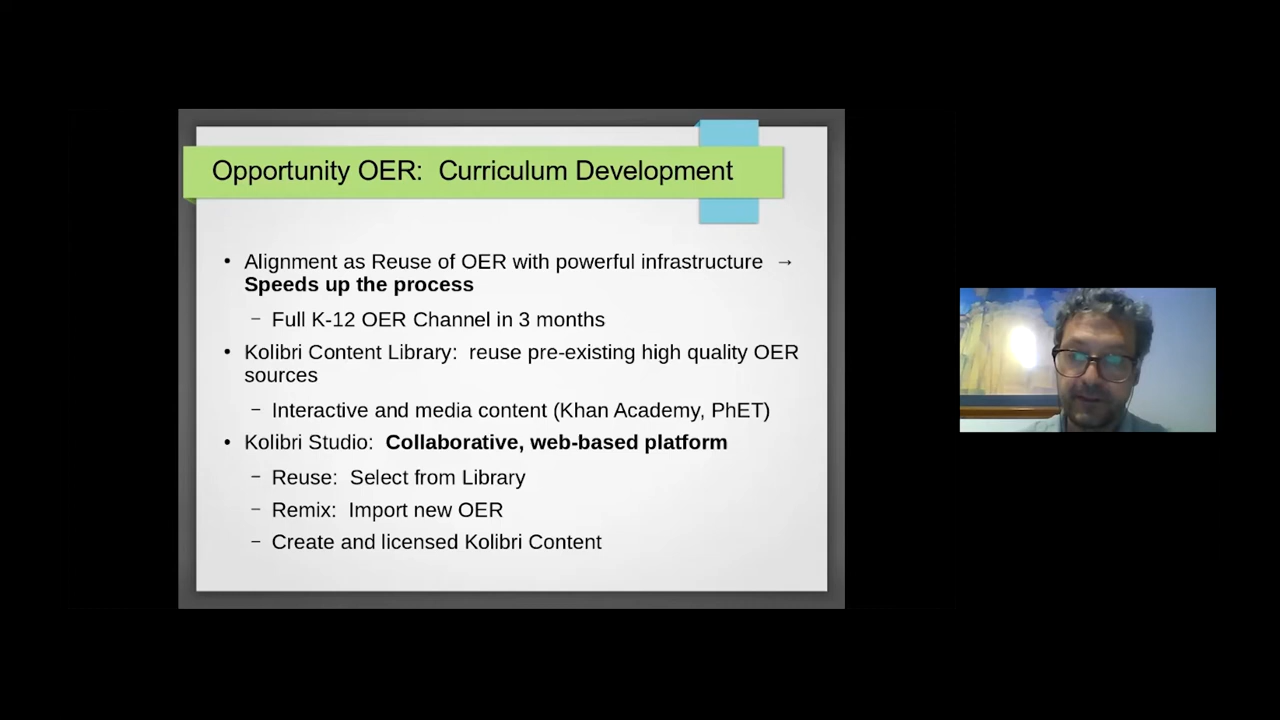 Opportunity OER:  Curriculum Development
• Alignment as Reuse of OER with powerful infrastructure  →
Speeds up the process
– Full K-12 OER Channel in 3 months
• Kolibri Content Library:  reuse pre-existing high quality OER
sources
– Interactive and media content (Khan Academy, PhET)
• Kolibri Studio:  Collaborative, web-based platform
– Reuse:  Select from Library
– Remix:  Import new OER
– Create and licensed Kolibri Content